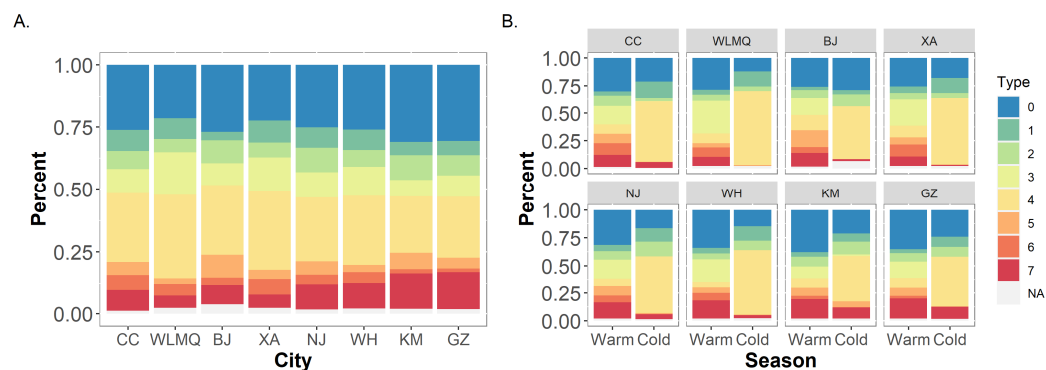 A.
1.00
0.75
0.50
0.25
0.00
Percent
CC WLMQ BJ XA NJ WH KM GZ
City
B.
CC WLMQ BJ XA
1.00
0.75
0.50
0.25
0.00
NJ WH KM GZ
1.00
0.75
0.50
0.25
0.00
Percent
Warm Cold Warm Cold Warm Cold Warm Cold
Season
Type
0
1
2
3
4
5
6
7
NA